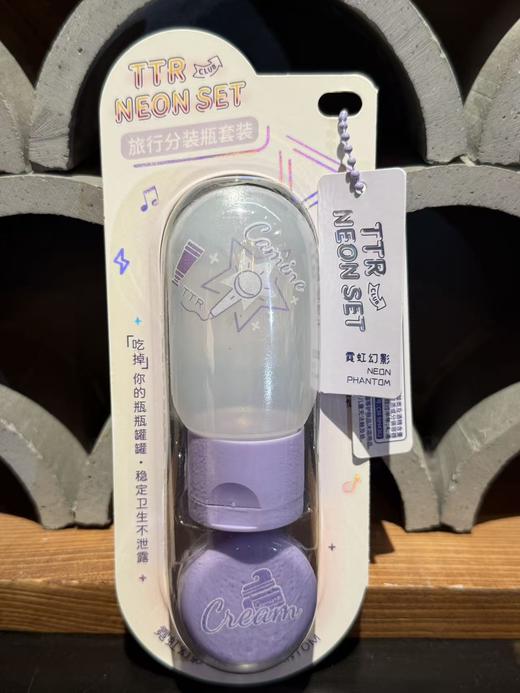 TTR CLUB
NEON SET
旅行分装瓶套装
Canine
TTR
「吃掉」你的瓶瓶罐罐·稳定卫生不泄露
Cream
TTR CLUB
NEON SET
霓虹幻影
NEON
PHANTOM